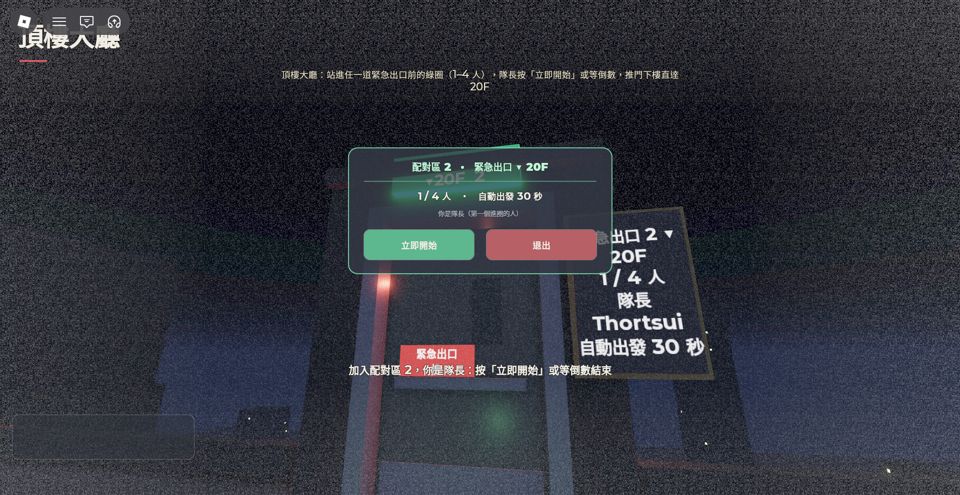 頂樓大廳
頂樓大廳：站進任一道緊急出口前的綠圈（1–4 人），隊長按「立即開始」或等倒數，推門下樓直達
20F
配對區 2 • 緊急出口 ▼ 20F
▼20F 2
1 / 4 人 • 自動出發 30 秒
你是隊長（第一個進圈的人）
立即開始
退出
急出口 2 ▼
20F
1 / 4 人
隊長
Thortsui
自動出發 30 秒
緊急出口
加入配對區 2，你是隊長：按「立即開始」或等倒數結束